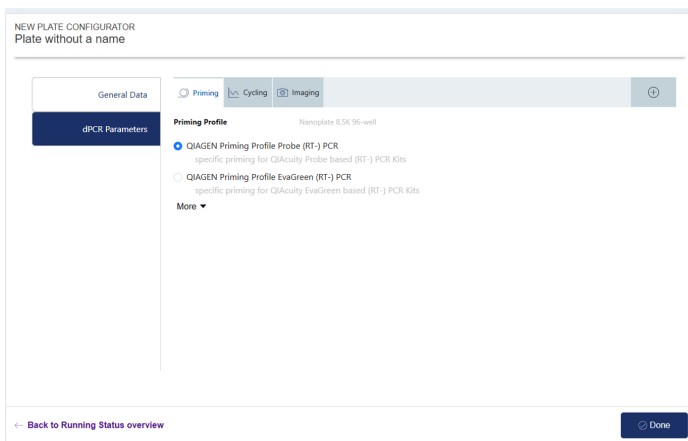 NEW PLATE CONFIGURATOR
Plate without a name
General Data
dPCR Parameters
Priming
Cycling
Imaging
Priming Profile
Nanoplate 8.5K 96-well
QIAGEN Priming Profile Probe (RT-) PCR
specific priming for QIAcuity Probe based (RT-) PCR Kits
QIAGEN Priming Profile EvaGreen (RT-) PCR
specific priming for QIAcuity EvaGreen based (RT-) PCR Kits
More
Back to Running Status overview
Done